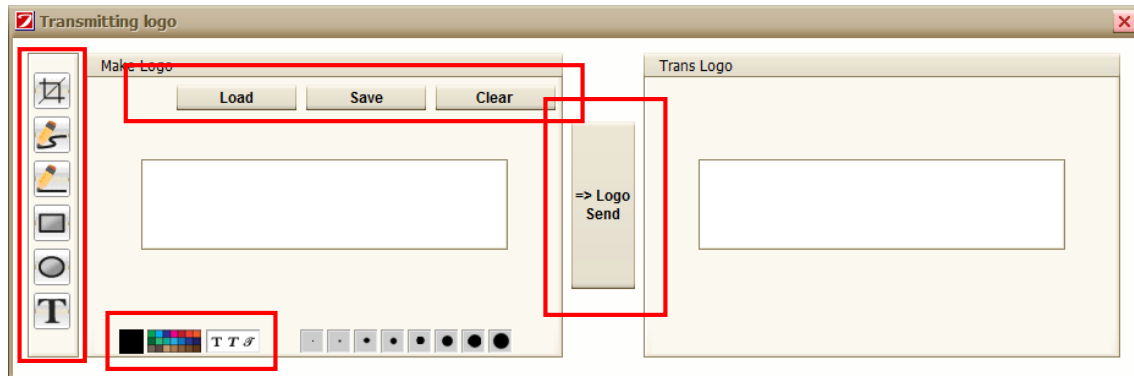 Transmitting logo
Make Logo
Trans Logo
Load Save Clear
=> Logo
Send
T
T T T